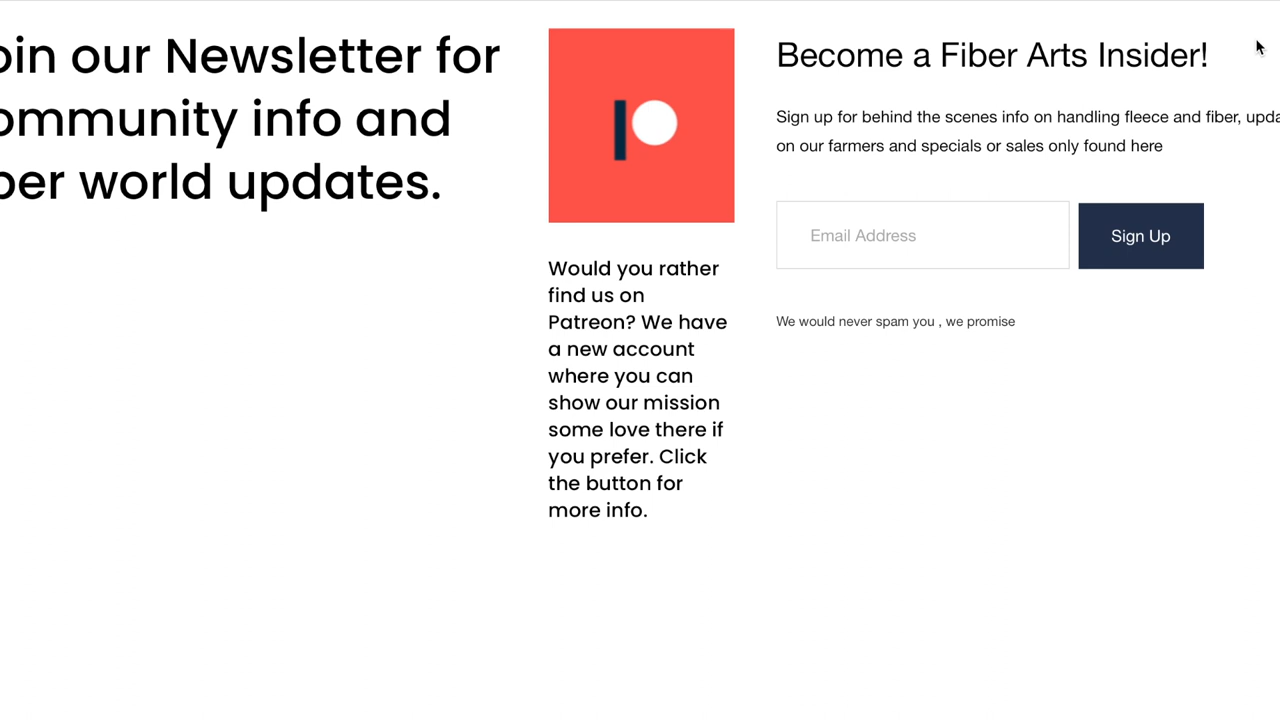 oin our Newsletter for
ommunity info and
ber world updates.
Would you rather
find us on
Patreon? We have
a new account
where you can
show our mission
some love there if
you prefer. Click
the button for
more info.
Become a Fiber Arts Insider!
Sign up for behind the scenes info on handling fleece and fiber, upda
on our farmers and specials or sales only found here
Email Address
Sign Up
We would never spam you , we promise